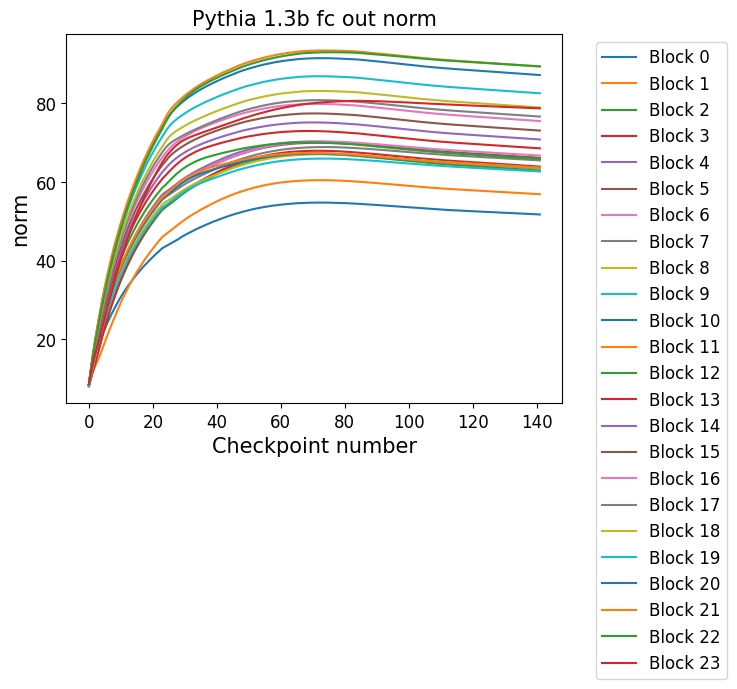 Pythia 1.3b fc out norm
norm
80
60
40
20
0 20 40 60 80 100 120 140
Checkpoint number
Block 0
Block 1
Block 2
Block 3
Block 4
Block 5
Block 6
Block 7
Block 8
Block 9
Block 10
Block 11
Block 12
Block 13
Block 14
Block 15
Block 16
Block 17
Block 18
Block 19
Block 20
Block 21
Block 22
Block 23